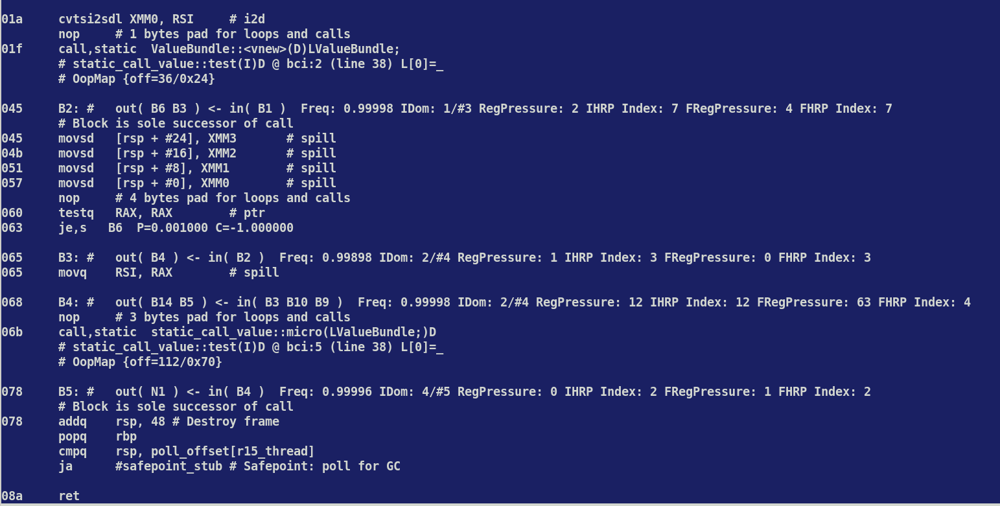 01a     cvtsi2sdl XMM0, RSI     # i2d
        nop     # 1 bytes pad for loops and calls
01f     call,static  ValueBundle::<vnew>(D)LValueBundle;
        # static_call_value::test(I)D @ bci:2 (line 38) L[0]=_
        # OopMap {off=36/0x24}

045     B2: #   out( B6 B3 ) <- in( B1 )  Freq: 0.99998 IDom: 1/#3 RegPressure: 2 IHRP Index: 7 FRegPressure: 4 FHRP Index: 7
        # Block is sole successor of call
045     movsd   [rsp + #24], XMM3       # spill
04b     movsd   [rsp + #16], XMM2       # spill
051     movsd   [rsp + #8], XMM1        # spill
057     movsd   [rsp + #0], XMM0        # spill
        nop     # 4 bytes pad for loops and calls
060     testq   RAX, RAX        # ptr
063     je,s   B6  P=0.001000 C=-1.000000

065     B3: #   out( B4 ) <- in( B2 )  Freq: 0.99898 IDom: 2/#4 RegPressure: 1 IHRP Index: 3 FRegPressure: 0 FHRP Index: 3
065     movq    RSI, RAX        # spill

068     B4: #   out( B14 B5 ) <- in( B3 B10 B9 )  Freq: 0.99998 IDom: 2/#4 RegPressure: 12 IHRP Index: 12 FRegPressure: 63 FHRP Index: 4
        nop     # 3 bytes pad for loops and calls
06b     call,static  static_call_value::micro(LValueBundle;)D
        # static_call_value::test(I)D @ bci:5 (line 38) L[0]=_
        # OopMap {off=112/0x70}

078     B5: #   out( N1 ) <- in( B4 )  Freq: 0.99996 IDom: 4/#5 RegPressure: 0 IHRP Index: 2 FRegPressure: 1 FHRP Index: 2
        # Block is sole successor of call
078     addq    rsp, 48 # Destroy frame
        popq    rbp
        cmpq    rsp, poll_offset[r15_thread]
        ja      #safepoint_stub # Safepoint: poll for GC

08a     ret